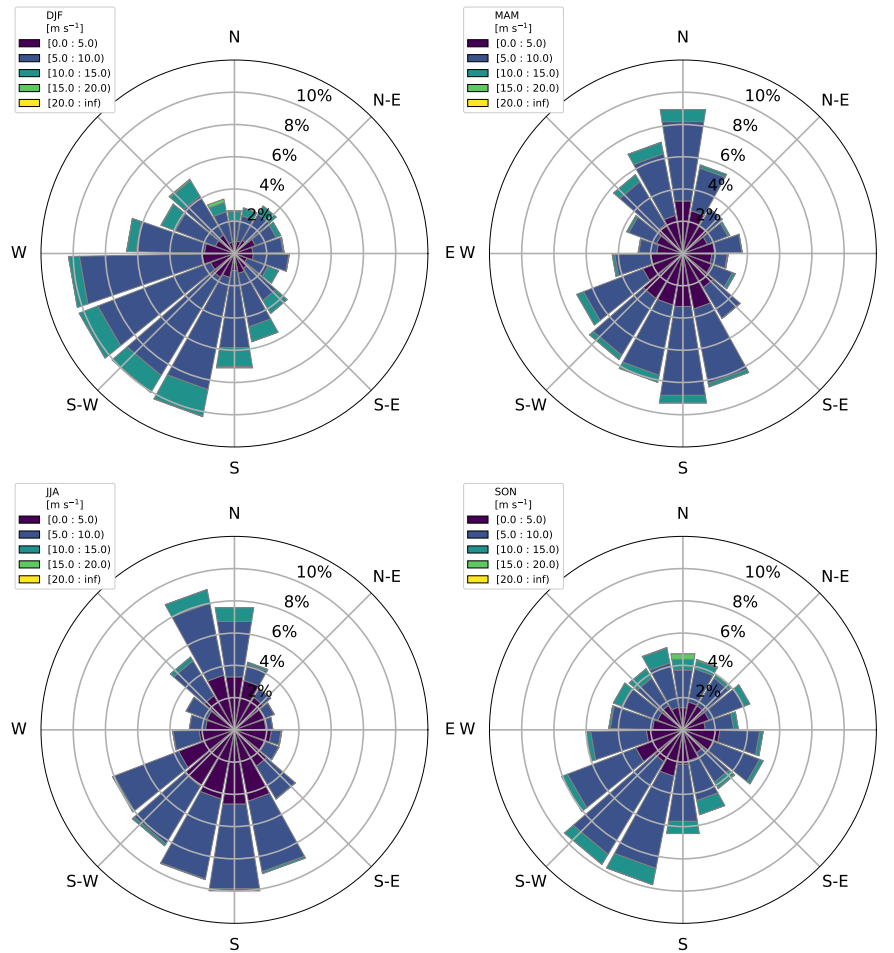 DJF
[m s⁻¹]
[0.0 : 5.0)
[5.0 : 10.0)
[10.0 : 15.0)
[15.0 : 20.0)
[20.0 : inf)
N
N-E
E
S-E
S
S-W
W
2%
4%
6%
8%
10%
MAM
[m s⁻¹]
[0.0 : 5.0)
[5.0 : 10.0)
[10.0 : 15.0)
[15.0 : 20.0)
[20.0 : inf)
N
N-E
S-E
S
S-W
W
2%
4%
6%
8%
10%
JJA
[m s⁻¹]
[0.0 : 5.0)
[5.0 : 10.0)
[10.0 : 15.0)
[15.0 : 20.0)
[20.0 : inf)
N
N-E
E
S-E
S
S-W
W
2%
4%
6%
8%
10%
SON
[m s⁻¹]
[0.0 : 5.0)
[5.0 : 10.0)
[10.0 : 15.0)
[15.0 : 20.0)
[20.0 : inf)
N
N-E
S-E
S
S-W
W
2%
4%
6%
8%
10%